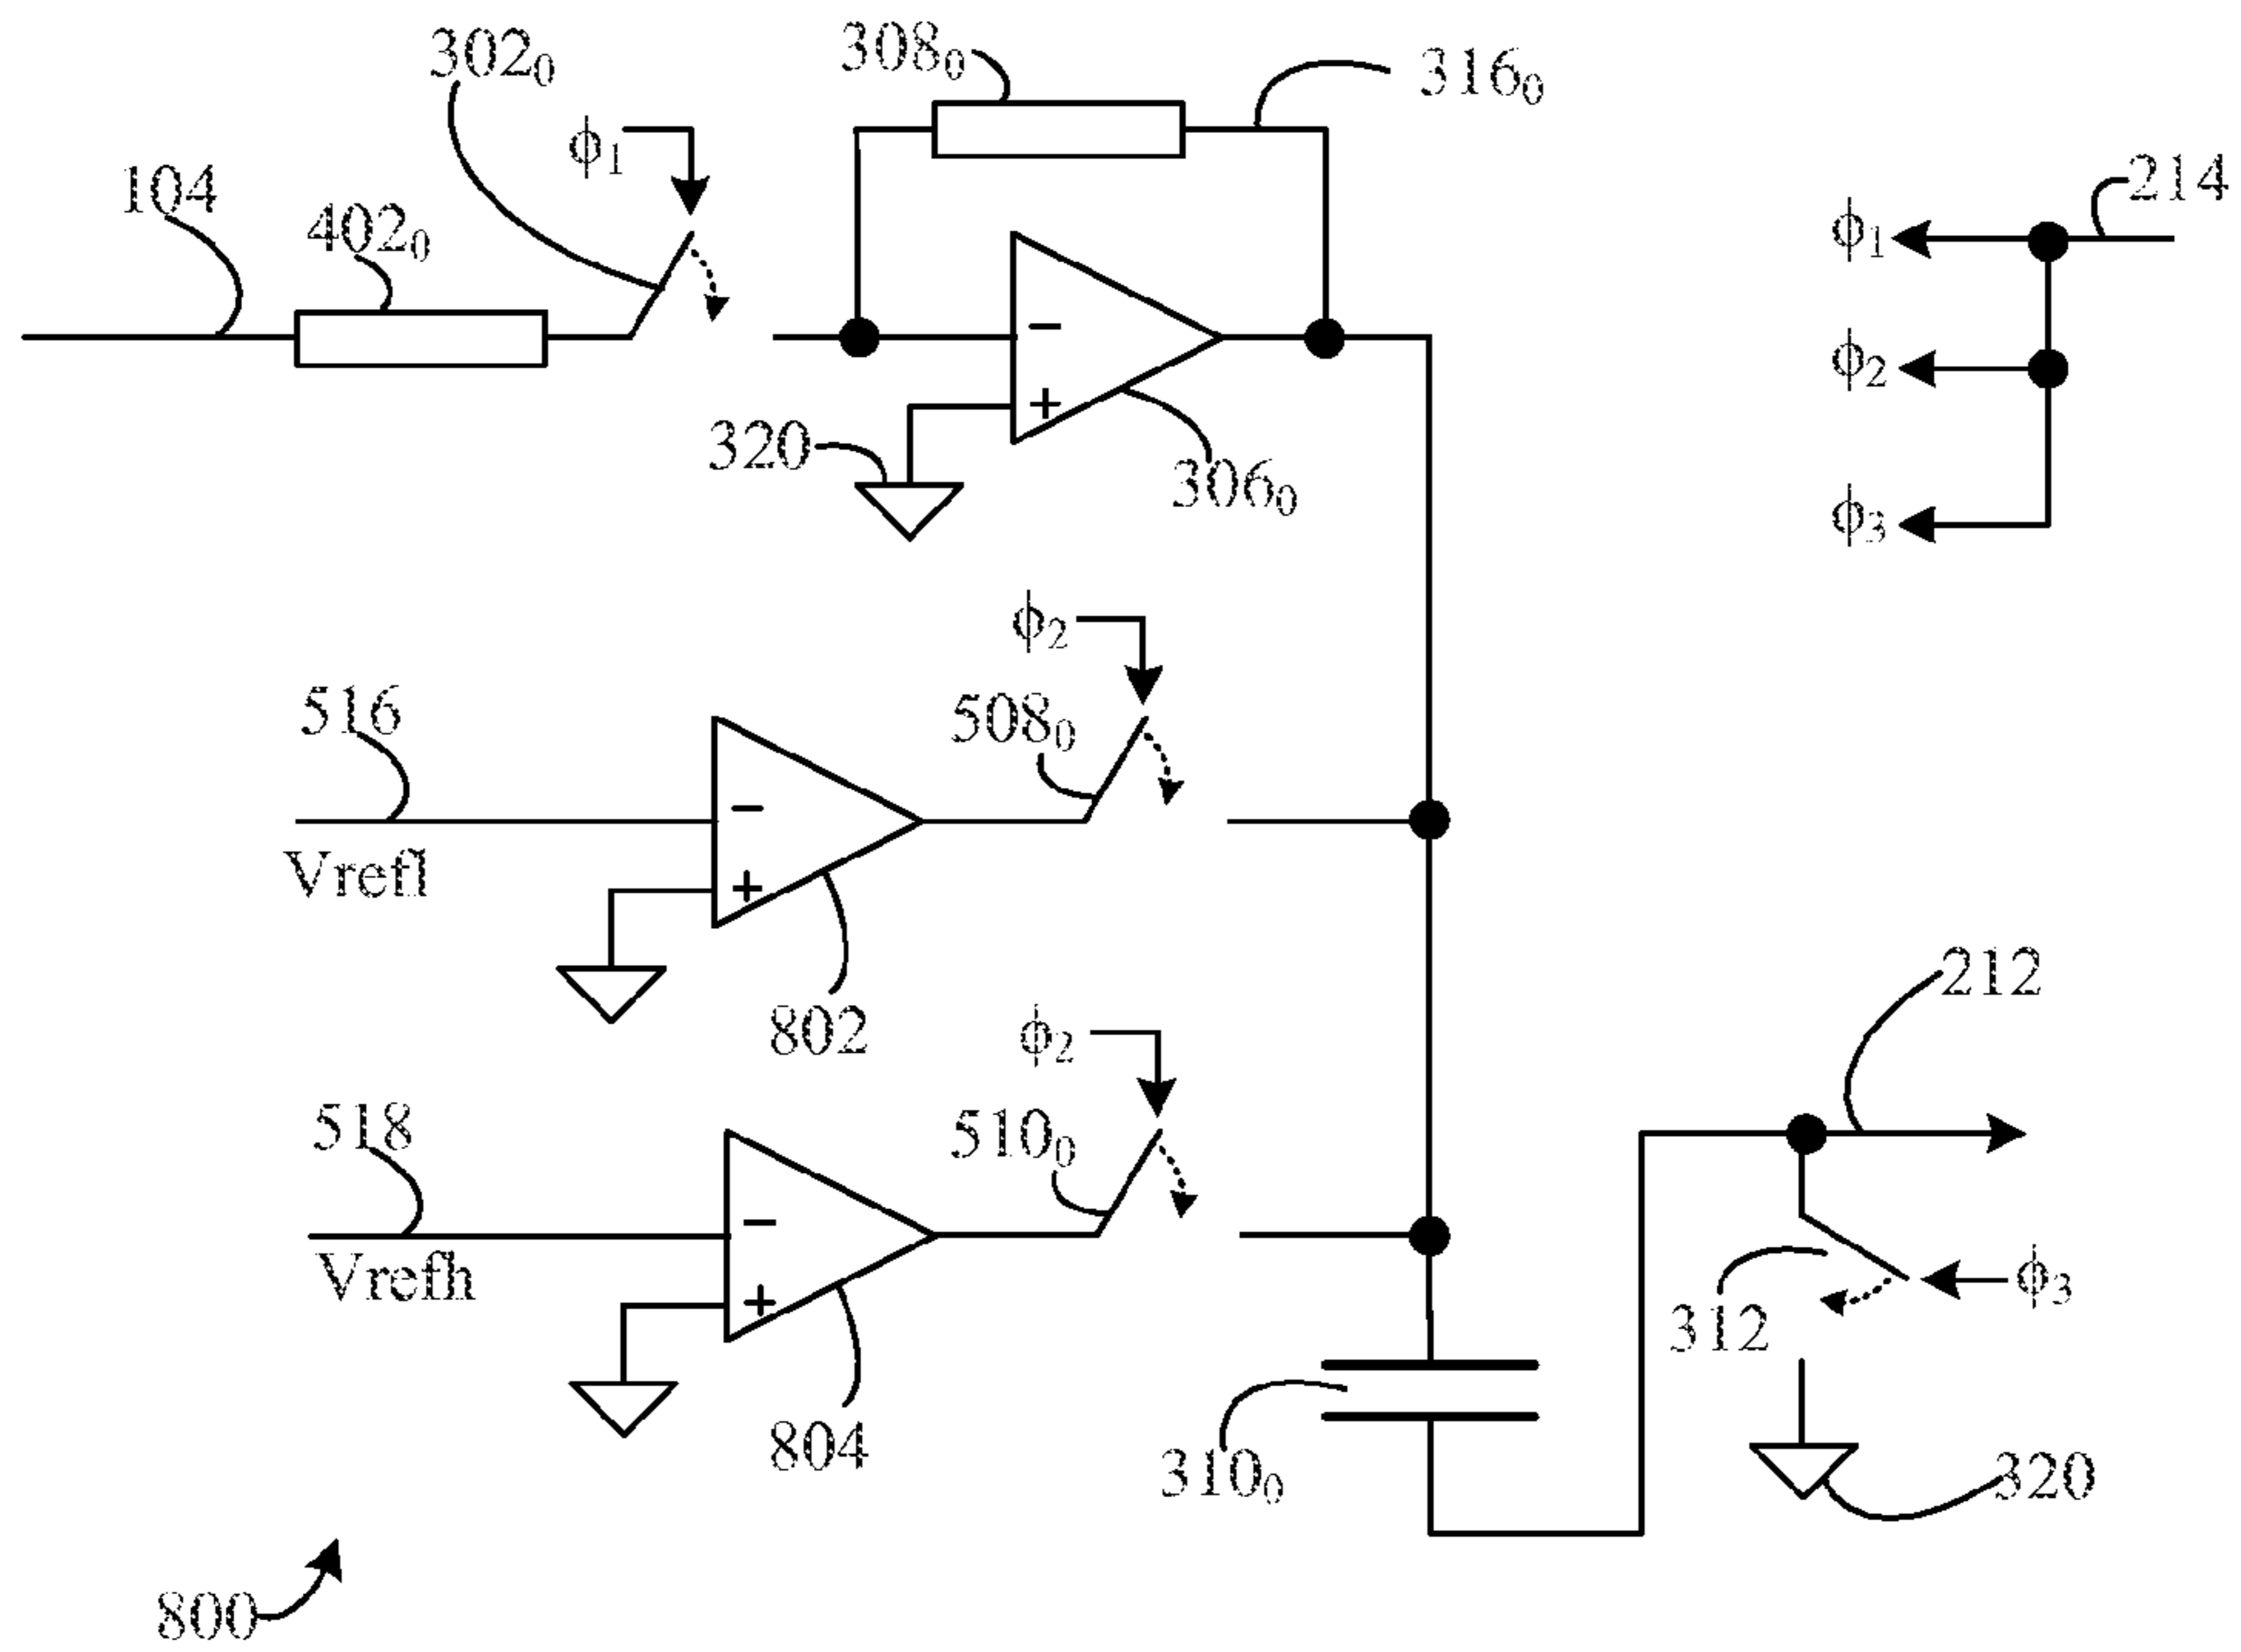 302₀
308₀
316₀
ϕ₁
104
402₀
214
ϕ₁
−
ϕ₂
+
320
306₀
ϕ₃
ϕ₂
516
508₀
−
Vrefl
+
212
802
ϕ₂
518
510₀
−
Vrefh
+
ϕ₃
312
804
310₀
320
800